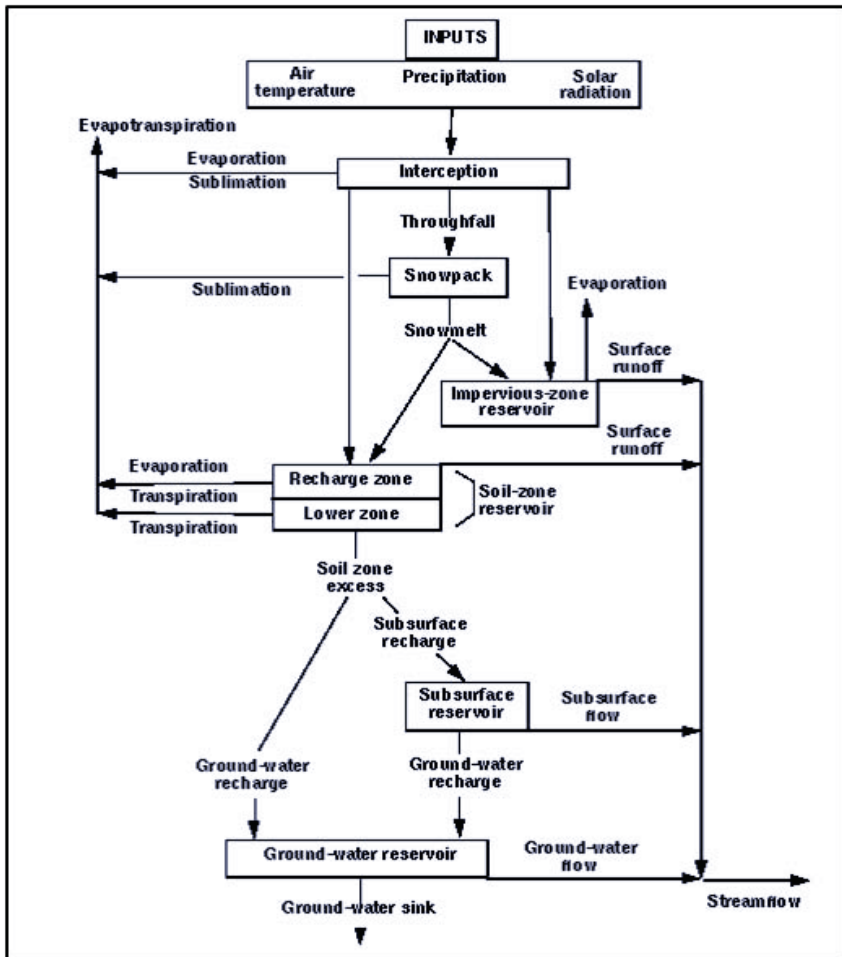 INPUTS
Air
temperature
Precipitation
Solar
radiation
Evapotranspiration
Evaporation
Sublimation
Interception
Throughfall
Snowpack
Sublimation
Evaporation
Snowmelt
Surface
runoff
Impervious-zone
reservoir
Surface
runoff
Evaporation
Transpiration
Recharge zone
Soil-zone
reservoir
Lower zone
Transpiration
Soil zone
excess
Subsurface
recharge
Subsurface
reservoir
Subsurface
flow
Ground-water
recharge
Ground-water
recharge
Ground-water reservoir
Ground-water
flow
Ground-water sink
Streamflow